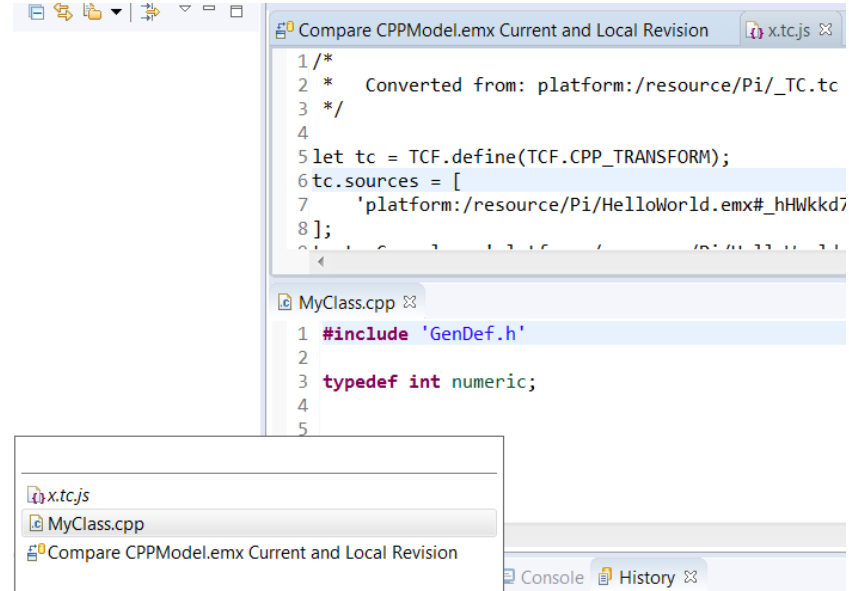 Compare CPPModel.emx Current and Local Revision
x.tc.js
1 /*
2 *   Converted from: platform:/resource/Pi/_TC.tc
3 */
4
5 let tc = TCF.define(TCF.CPP_TRANSFORM);
6 tc.sources = [
7     'platform:/resource/Pi/HelloWorld.emx#_hHWkkd7
8 ];
MyClass.cpp
1 #include 'GenDef.h'
2
3 typedef int numeric;
4
5
x.tc.js
MyClass.cpp
Compare CPPModel.emx Current and Local Revision
Console
History